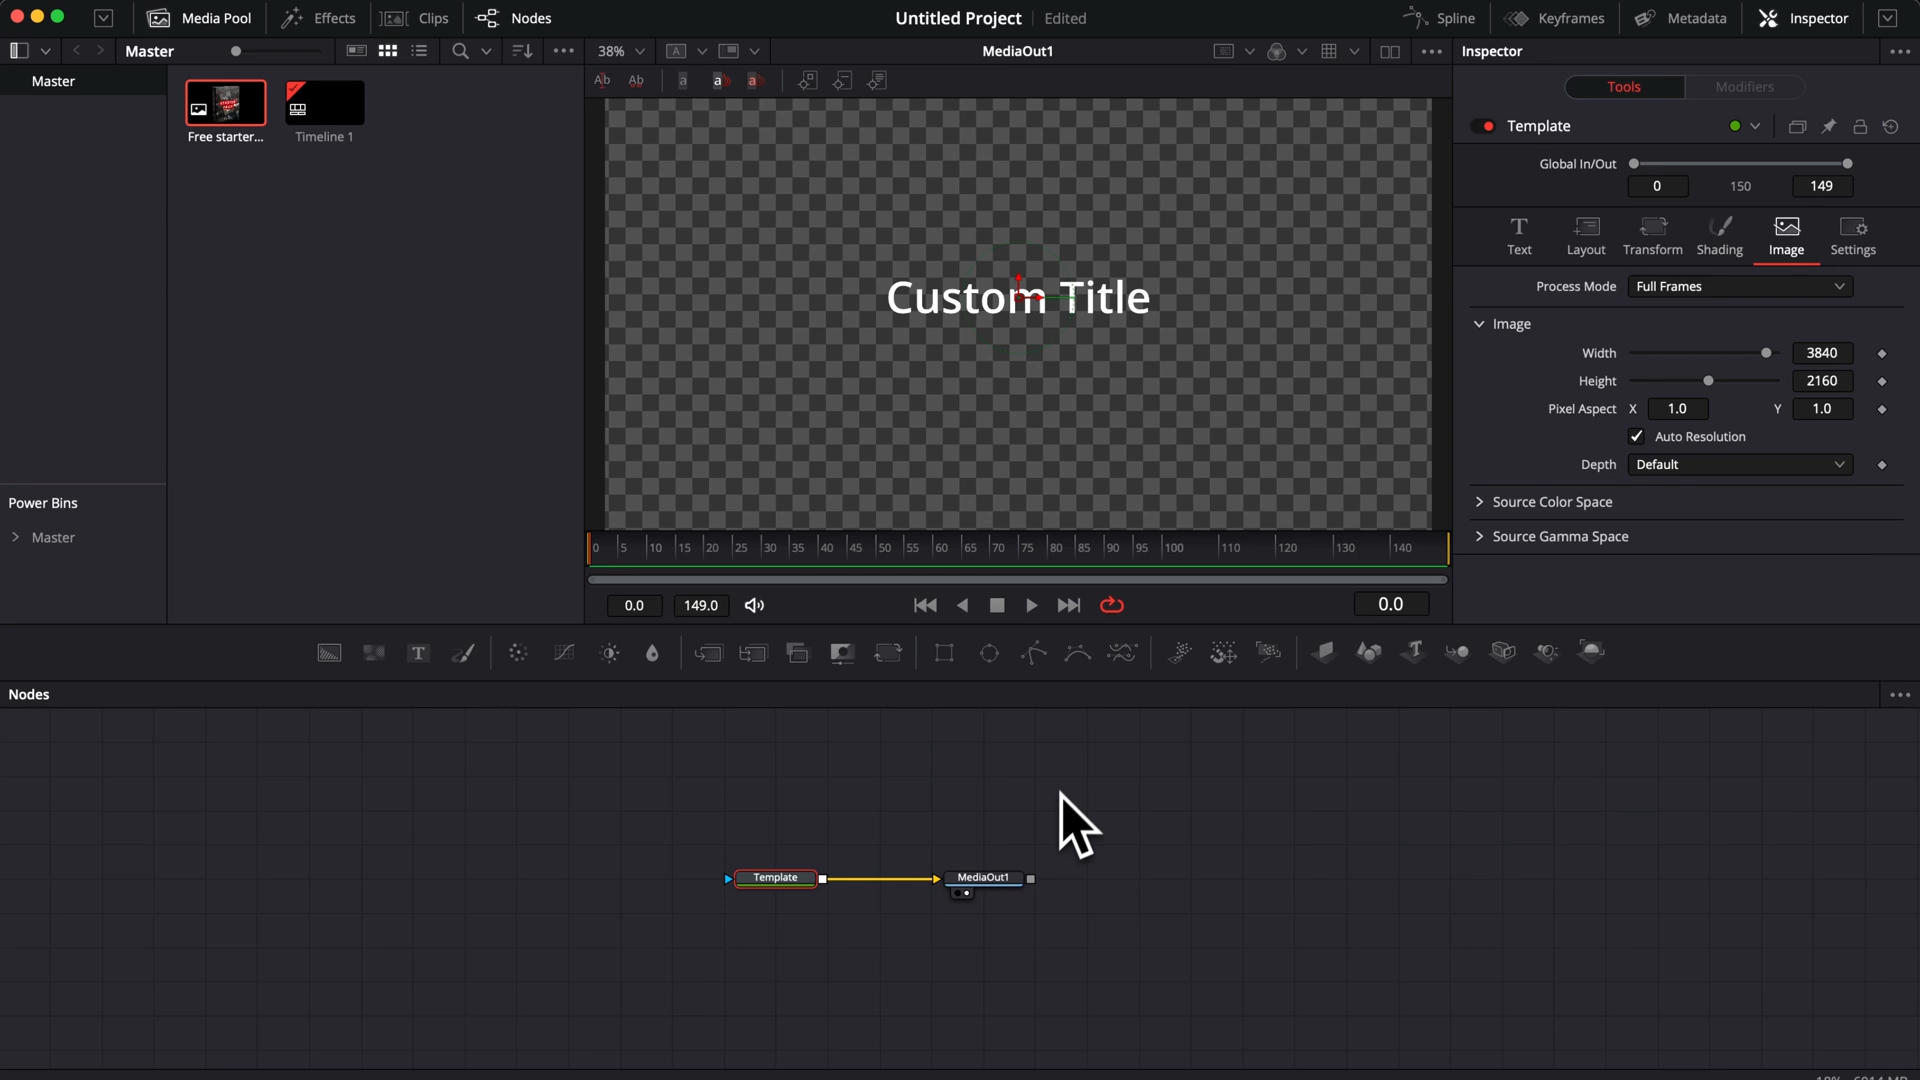 Media Pool
Effects
Clips
Nodes
Untitled Project
Edited
Spline
Keyframes
Metadata
Inspector
Master
38%
A
MediaOut1
Inspector
Master
Free starter...
Timeline 1
Power Bins
Master
Ab
Ab
a
a
a
Custom Title
0
5
10
15
20
25
30
35
40
45
50
55
60
65
70
75
80
85
90
95
100
110
120
130
140
0.0
149.0
0.0
Tools
Modifiers
Template
Global In/Out
0
150
149
Text
Layout
Transform
Shading
Image
Settings
Process Mode
Full Frames
Image
Width
3840
Height
2160
Pixel Aspect
X
1.0
Y
1.0
Auto Resolution
Depth
Default
Source Color Space
Source Gamma Space
T
T
Nodes
Template
MediaOut1